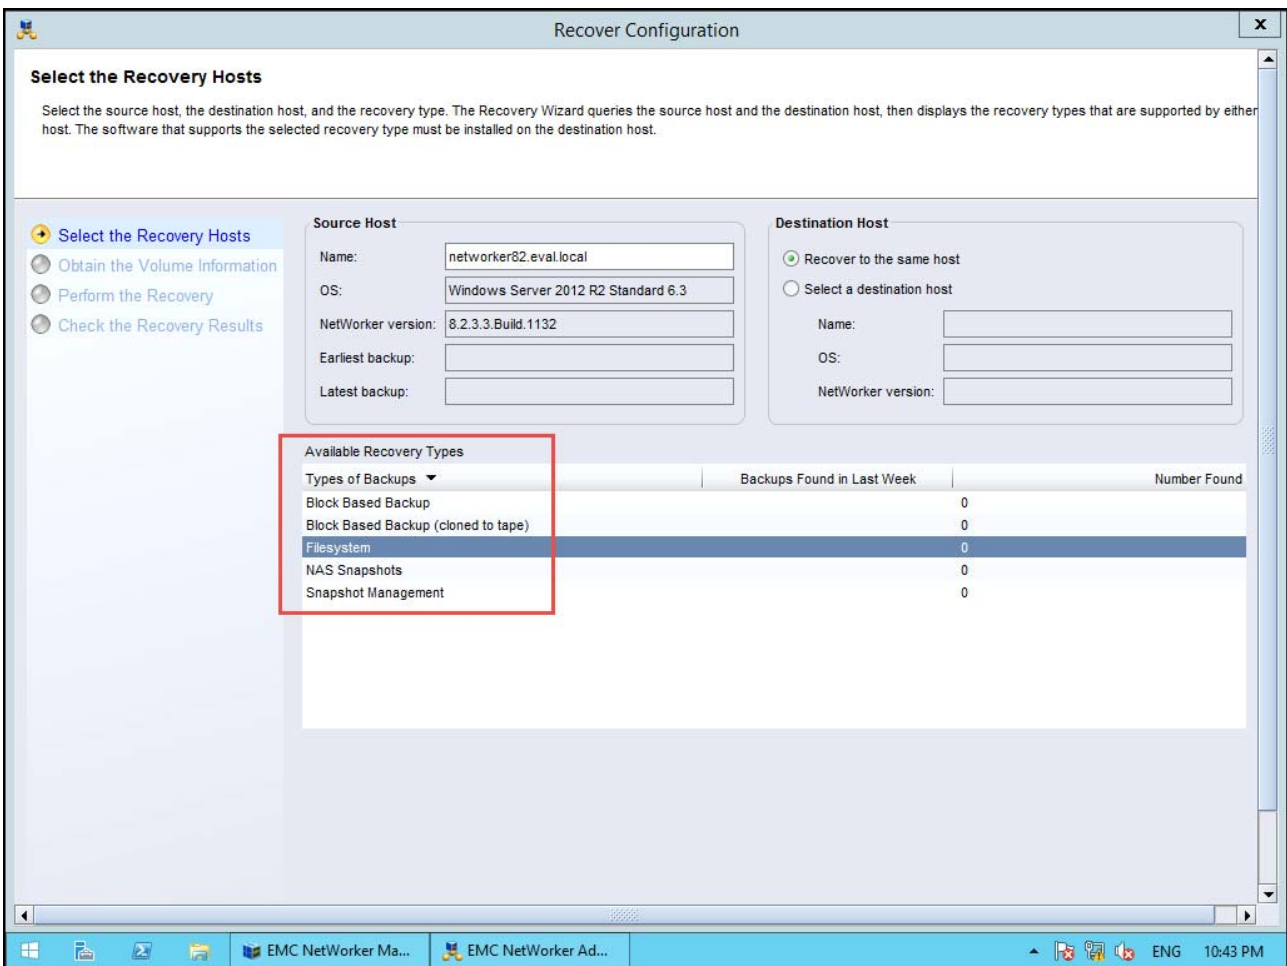 Recover Configuration
x
Select the Recovery Hosts
Select the source host, the destination host, and the recovery type. The Recovery Wizard queries the source host and the destination host, then displays the recovery types that are supported by either
host. The software that supports the selected recovery type must be installed on the destination host.
Select the Recovery Hosts
Obtain the Volume Information
Perform the Recovery
Check the Recovery Results
Source Host
Name: networker82.eval.local
OS: Windows Server 2012 R2 Standard 6.3
NetWorker version: 8.2.3.3.Build.1132
Earliest backup:
Latest backup:
Destination Host
Recover to the same host
Select a destination host
Name:
OS:
NetWorker version:
Available Recovery Types
Types of Backups Backups Found in Last Week Number Found
Block Based Backup 0
Block Based Backup (cloned to tape) 0
Filesystem 0
NAS Snapshots 0
Snapshot Management 0
EMC NetWorker Ma... EMC NetWorker Ad... ENG 10:43 PM